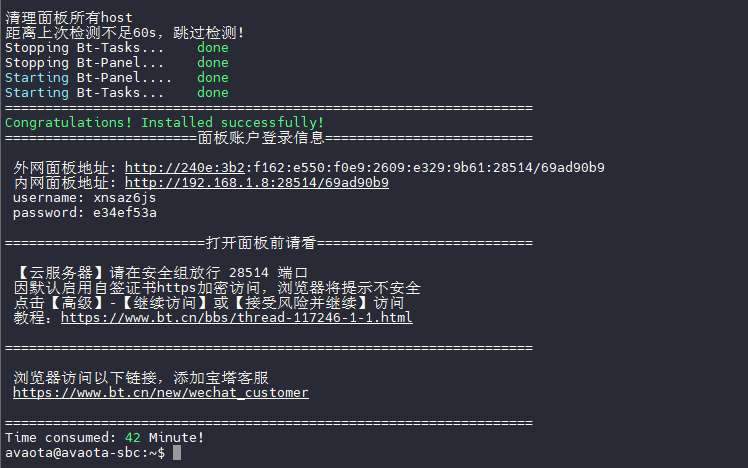 清理面板所有host
距离上次检测不足60s，跳过检测!
Stopping Bt-Tasks... done
Stopping Bt-Panel... done
Starting Bt-Panel.... done
Starting Bt-Tasks... done
==================================================================
Congratulations! Installed successfully!
========================面板账户登录信息==========================

外网面板地址: http://240e:3b2:f162:e550:f0e9:2609:e329:9b61:28514/69ad90b9
内网面板地址: http://192.168.1.8:28514/69ad90b9
username: xnsaz6js
password: e34ef53a

=========================打开面板前请看===========================

【云服务器】请在安全组放行 28514 端口
因默认启用自签证书https加密访问，浏览器将提示不安全
点击【高级】-【继续访问】或【接受风险并继续】访问
教程：https://www.bt.cn/bbs/thread-117246-1-1.html

==================================================================

浏览器访问以下链接，添加宝塔客服
https://www.bt.cn/new/wechat_customer

==================================================================
Time consumed: 42 Minute!
avaota@avaota-sbc:~$